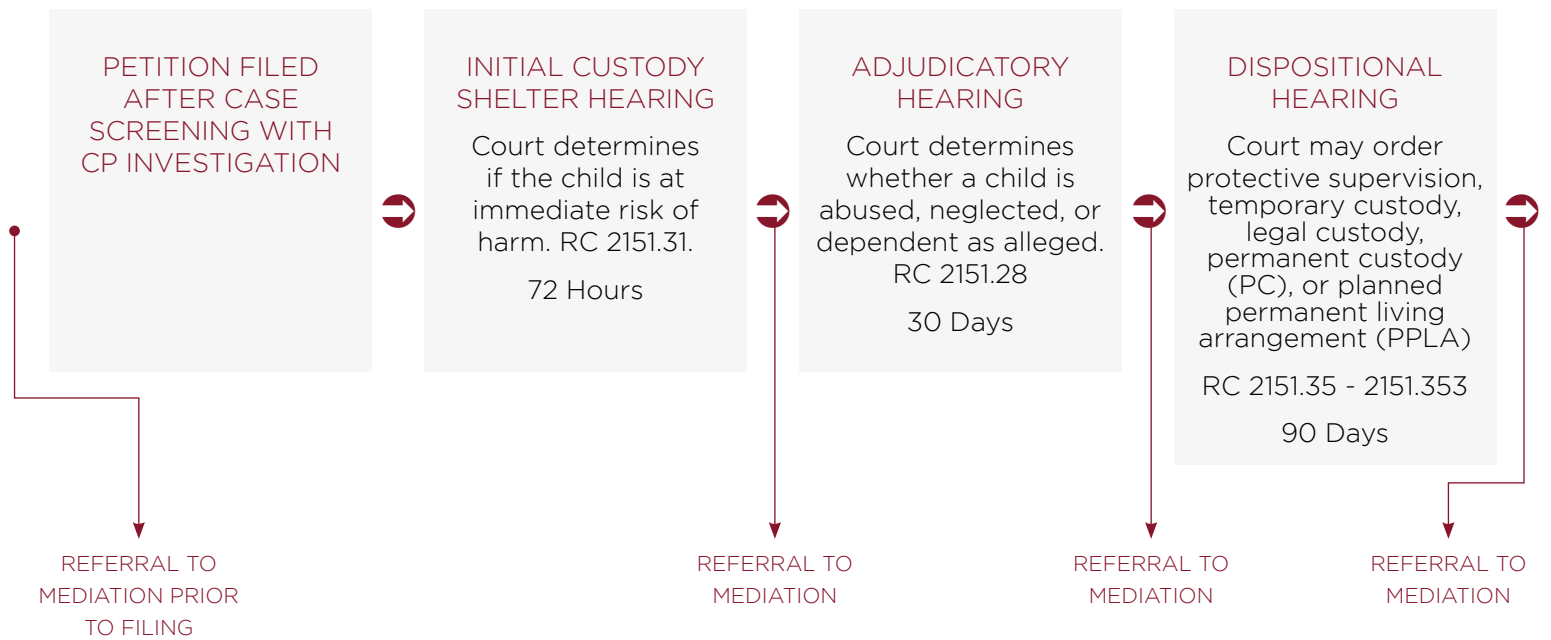 PETITION FILED
AFTER CASE
SCREENING WITH
CP INVESTIGATION
INITIAL CUSTODY
SHELTER HEARING
Court determines
if the child is at
immediate risk of
harm. RC 2151.31.
72 Hours
ADJUDICATORY
HEARING
Court determines
whether a child is
abused, neglected, or
dependent as alleged.
RC 2151.28
30 Days
DISPOSITIONAL
HEARING
Court may order
protective supervision,
temporary custody,
legal custody,
permanent custody
(PC), or planned
permanent living
arrangement (PPLA)
RC 2151.35 - 2151.353
90 Days
REFERRAL TO
MEDIATION PRIOR
TO FILING
REFERRAL TO
MEDIATION
REFERRAL TO
MEDIATION
REFERRAL TO
MEDIATION